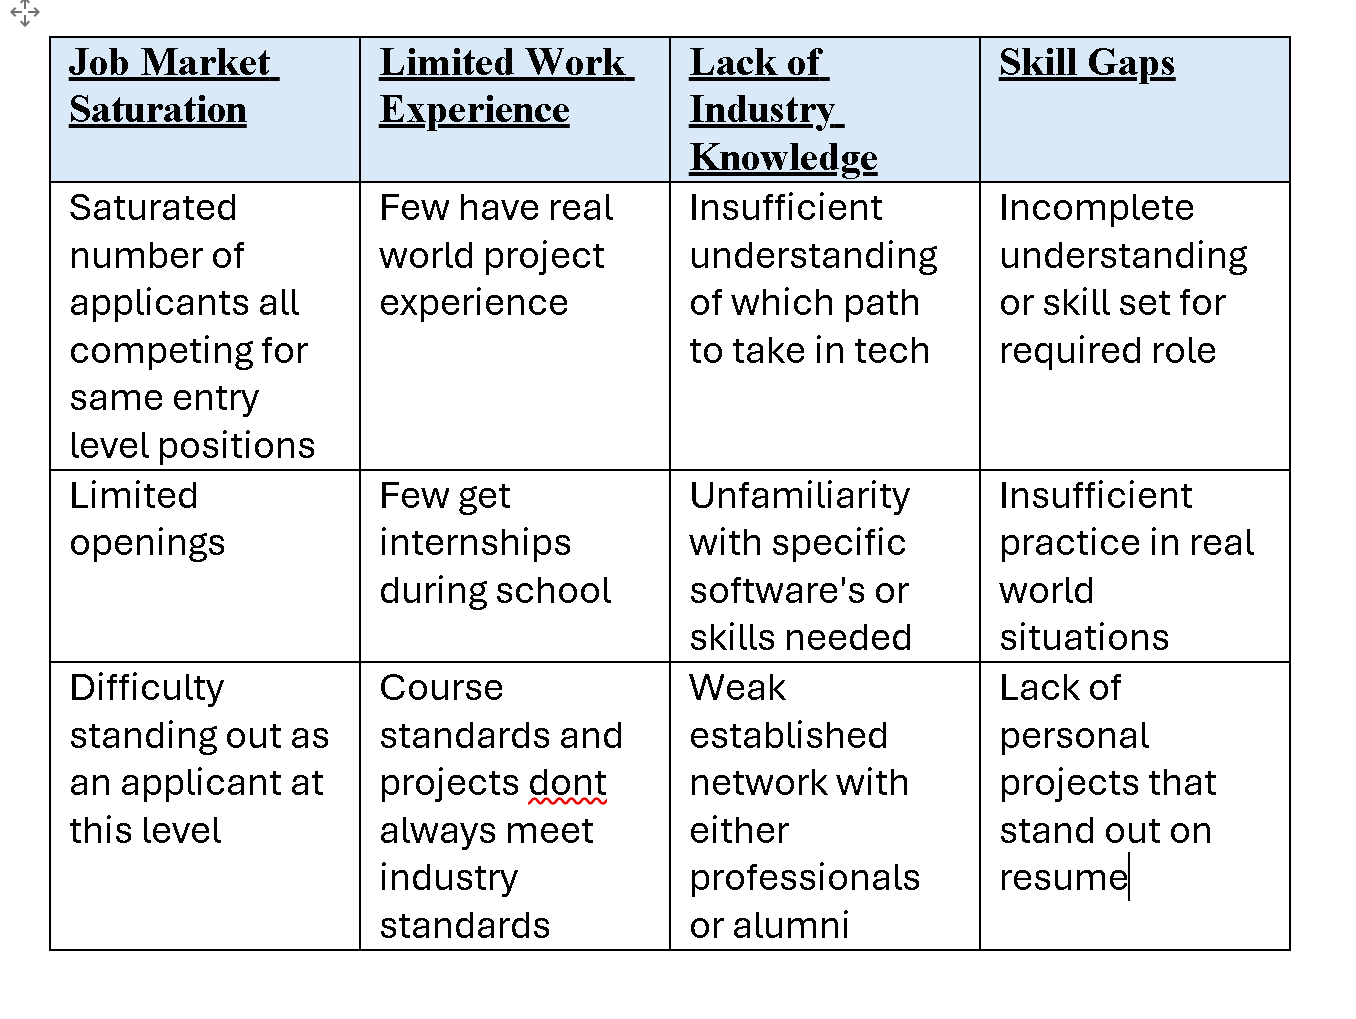 Job Market
Saturation
Limited Work
Experience
Lack of
Industry
Knowledge
Skill Gaps
Saturated
number of
applicants all
competing for
same entry
level positions
Few have real
world project
experience
Insufficient
understanding
of which path
to take in tech
Incomplete
understanding
or skill set for
required role
Limited
openings
Few get
internships
during school
Unfamiliarity
with specific
software's or
skills needed
Insufficient
practice in real
world
situations
Difficulty
standing out as
an applicant at
this level
Course
standards and
projects dont
always meet
industry
standards
Weak
established
network with
either
professionals
or alumni
Lack of
personal
projects that
stand out on
resume